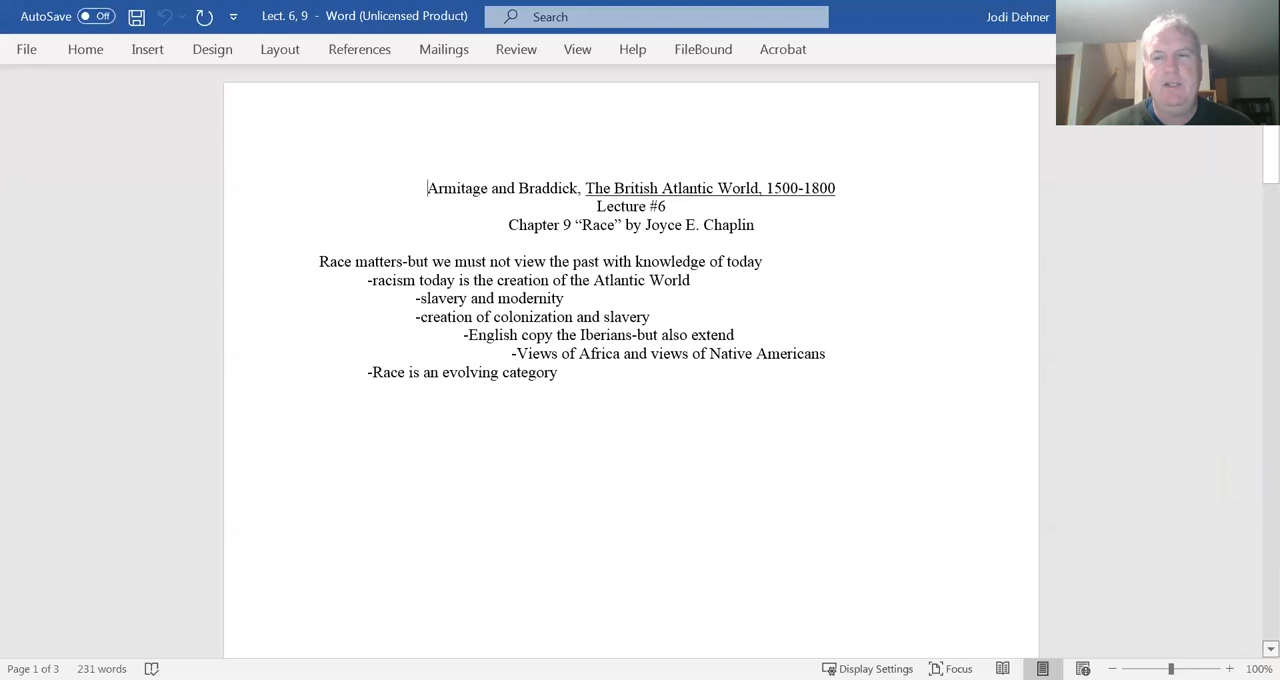 AutoSave Off Lect. 6, 9 - Word (Unlicensed Product) Search Jodi Dehner
File Home Insert Design Layout References Mailings Review View Help FileBound Acrobat
Armitage and Braddick, The British Atlantic World, 1500-1800
Lecture #6
Chapter 9 “Race” by Joyce E. Chaplin
Race matters-but we must not view the past with knowledge of today
-racism today is the creation of the Atlantic World
-slavery and modernity
-creation of colonization and slavery
-English copy the Iberians-but also extend
-Views of Africa and views of Native Americans
-Race is an evolving category
Page 1 of 3 231 words Display Settings Focus 100%